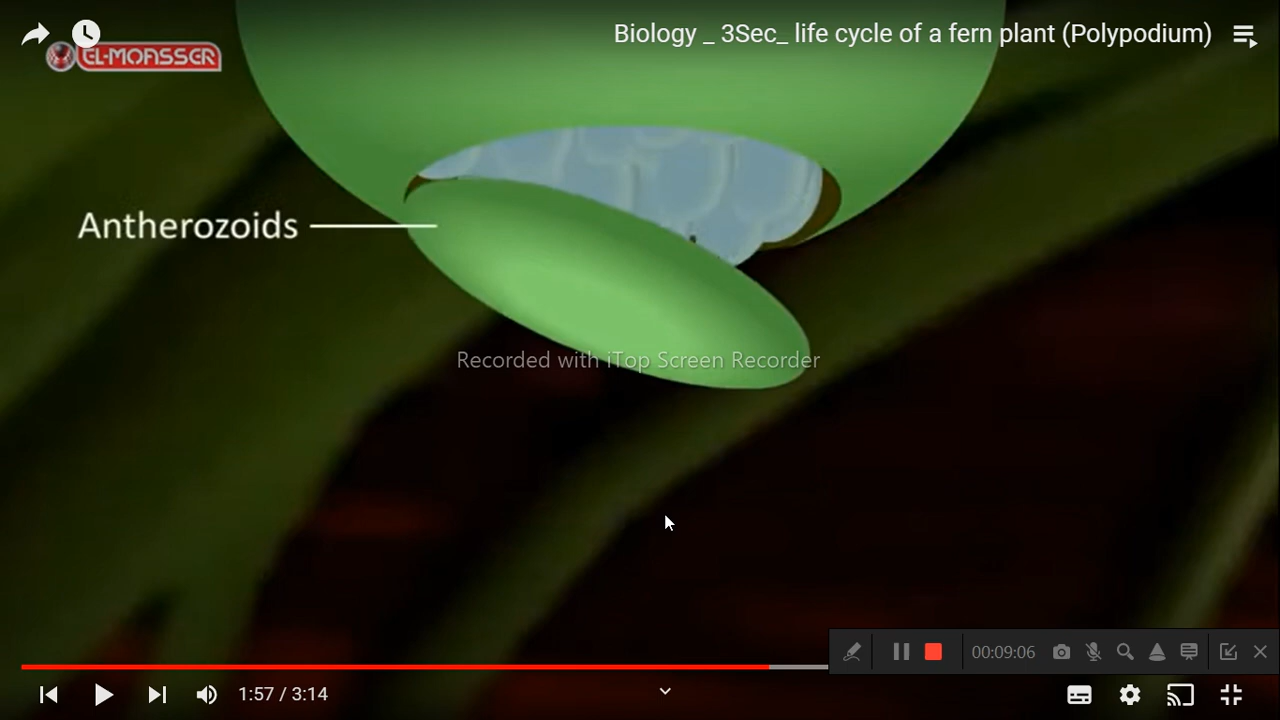 Biology _ 3Sec_ life cycle of a fern plant (Polypodium)
EL-MOASSER
Antherozoids
Recorded with iTop Screen Recorder
00:09:06
1:57 / 3:14